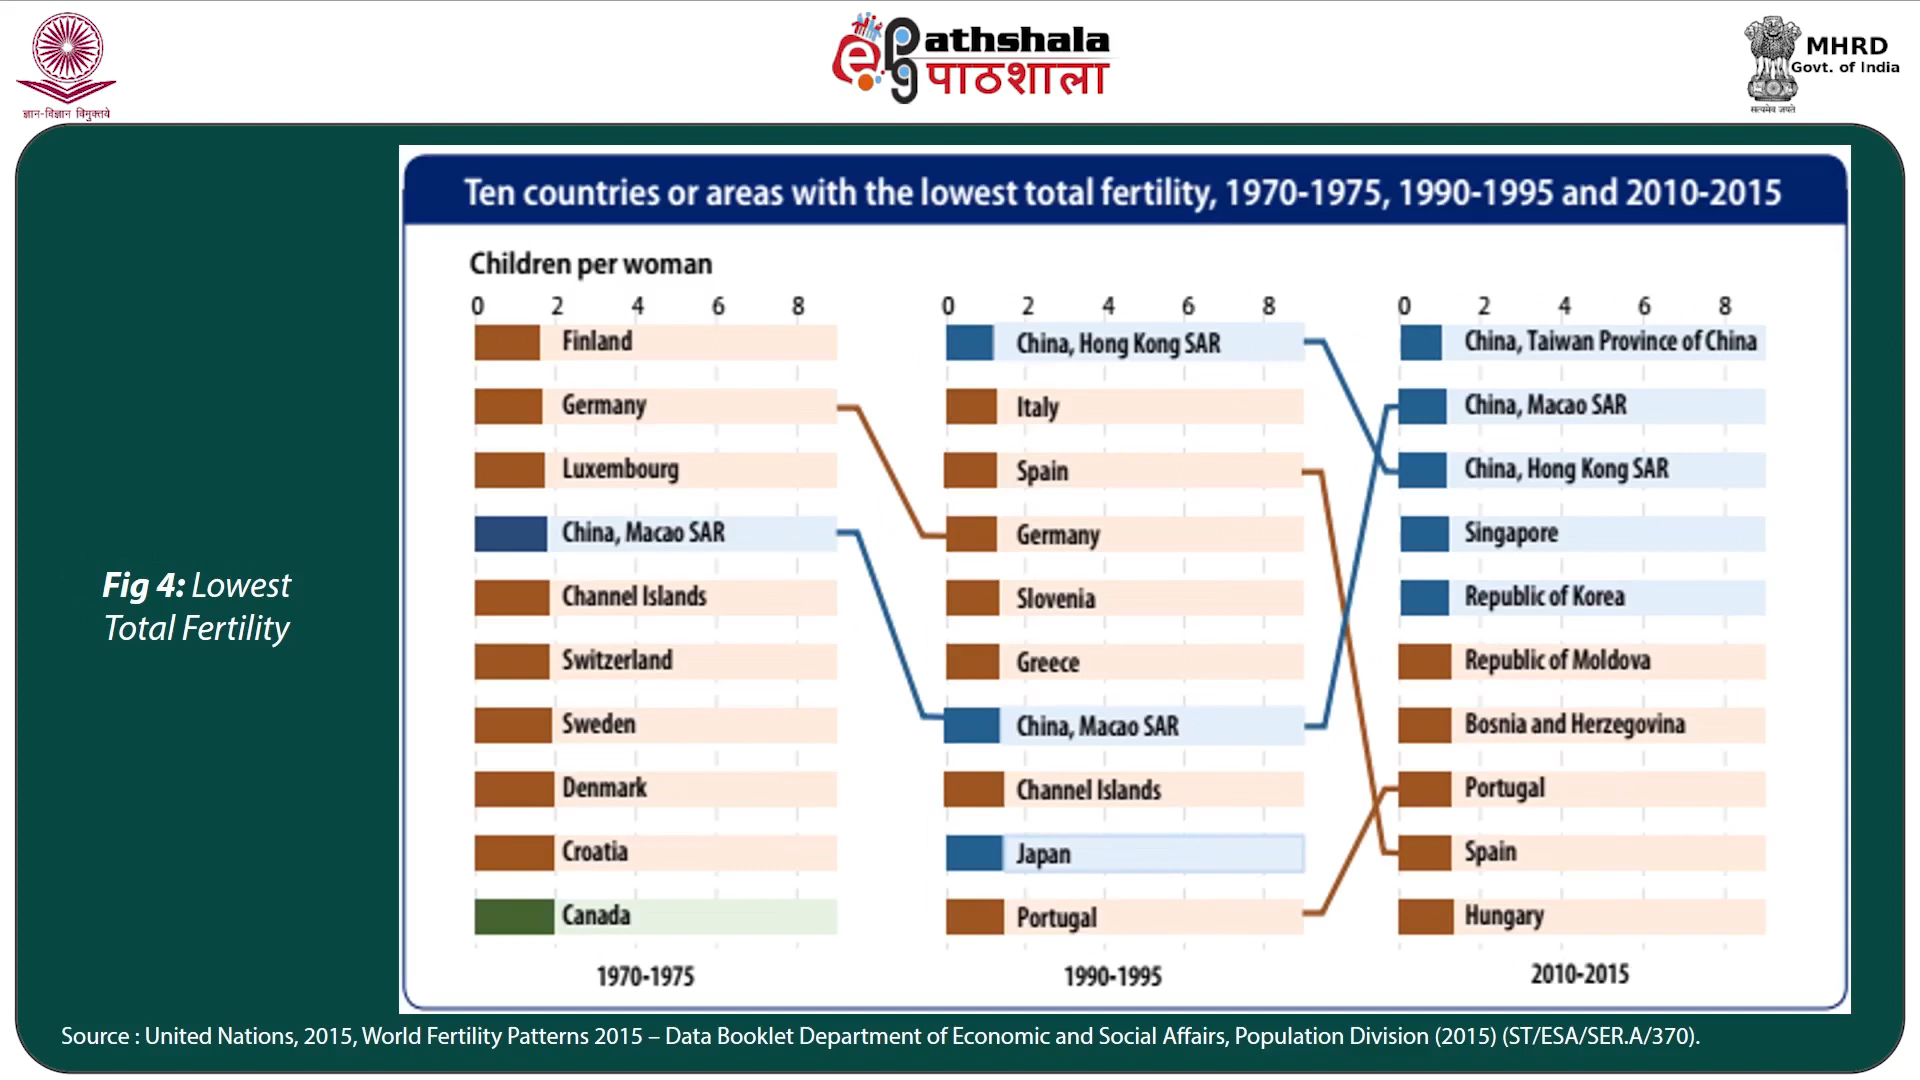 ज्ञान-विज्ञान विमुक्तये
ePGpathshala
पाठशाला
सत्यमेव जयते
MHRD
Govt. of India
Ten countries or areas with the lowest total fertility, 1970-1975, 1990-1995 and 2010-2015
Fig 4: Lowest
Total Fertility
Children per woman
0 2 4 6 8
Finland
Germany
Luxembourg
China, Macao SAR
Channel Islands
Switzerland
Sweden
Denmark
Croatia
Canada
1970-1975
0 2 4 6 8
China, Hong Kong SAR
Italy
Spain
Germany
Slovenia
Greece
China, Macao SAR
Channel Islands
Japan
Portugal
1990-1995
0 2 4 6 8
China, Taiwan Province of China
China, Macao SAR
China, Hong Kong SAR
Singapore
Republic of Korea
Republic of Moldova
Bosnia and Herzegovina
Portugal
Spain
Hungary
2010-2015
Source : United Nations, 2015, World Fertility Patterns 2015 – Data Booklet Department of Economic and Social Affairs, Population Division (2015) (ST/ESA/SER.A/370).